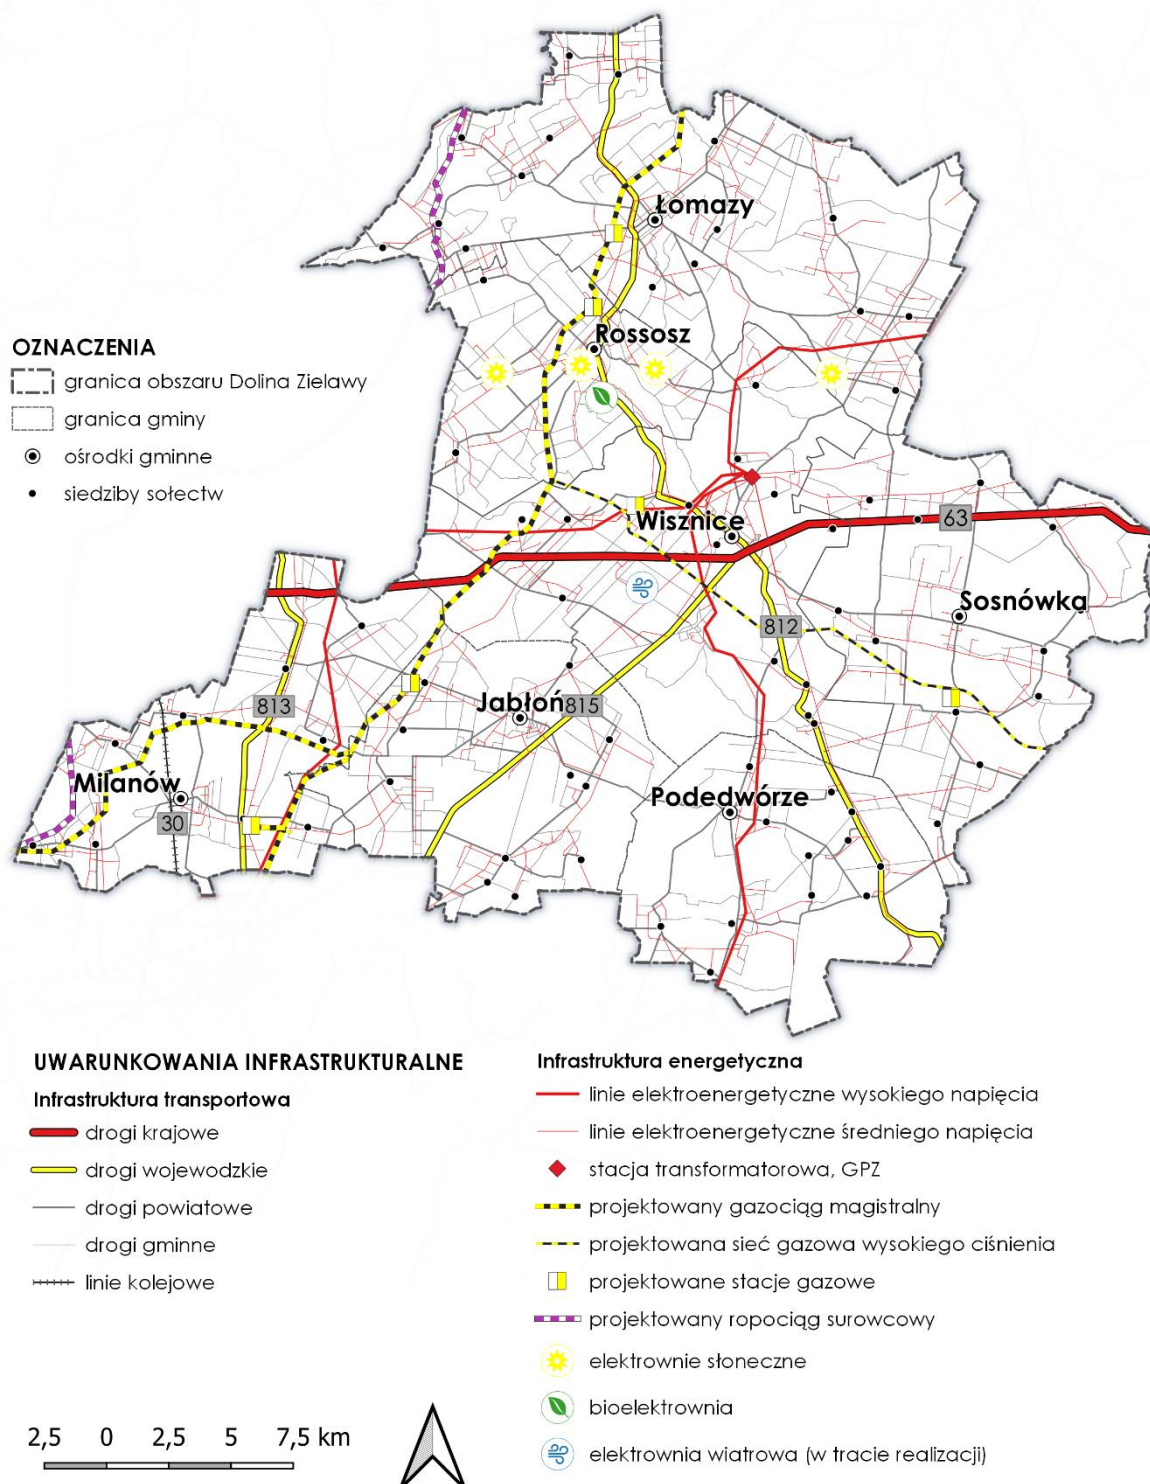 Łomazy
Rossosz
OZNACZENIA
granica obszaru Dolina Zielawy
granica gminy
ośrodki gminne
siedziby sołectw
Wisznice
63
Sosnówka
812
813
Jabłoń
815
Milanów
30
Podedwórze
UWARUNKOWANIA INFRASTRUKTURALNE
Infrastruktura transportowa
drogi krajowe
drogi wojewodzkie
drogi powiatowe
drogi gminne
linie kolejowe
Infrastruktura energetyczna
linie elektroenergetyczne wysokiego napięcia
linie elektroenergetyczne średniego napięcia
stacja transformatorowa, GPZ
projektowany gazociąg magistralny
projektowana sieć gazowa wysokiego ciśnienia
projektowane stacje gazowe
projektowany ropociąg surowcowy
elektrownie słoneczne
bioelektrownia
elektrownia wiatrowa (w tracie realizacji)
2,5 0 2,5 5 7,5 km